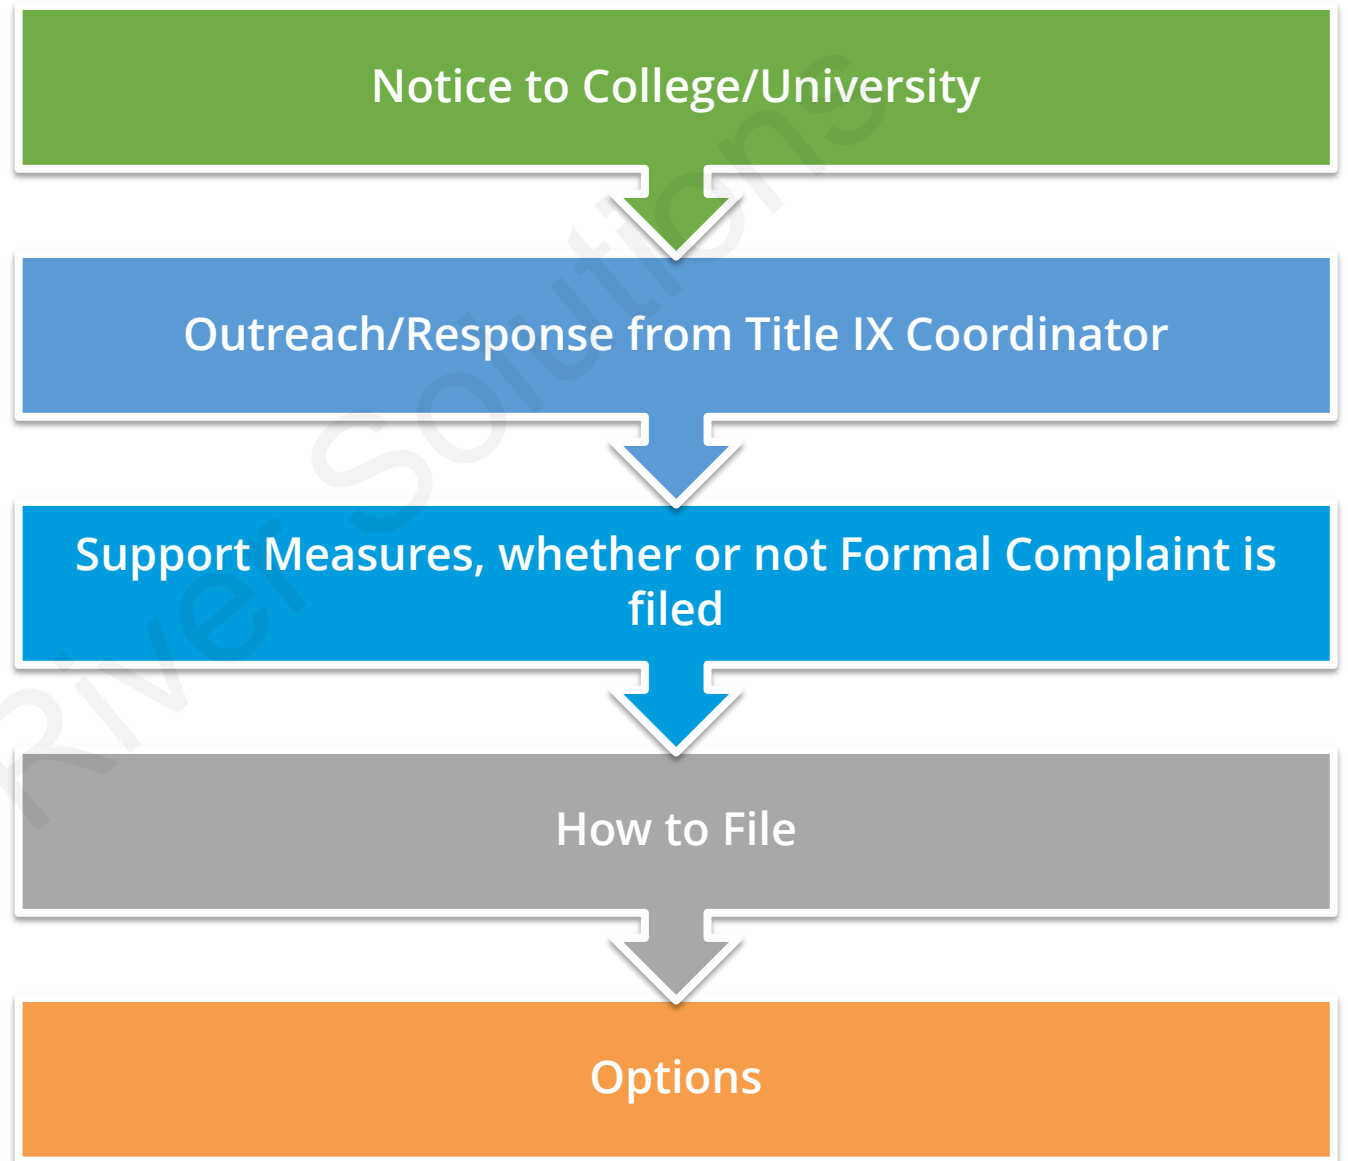 Notice to College/University
Outreach/Response from Title IX Coordinator
Support Measures, whether or not Formal Complaint is
filed
How to File
Options
River Solutions